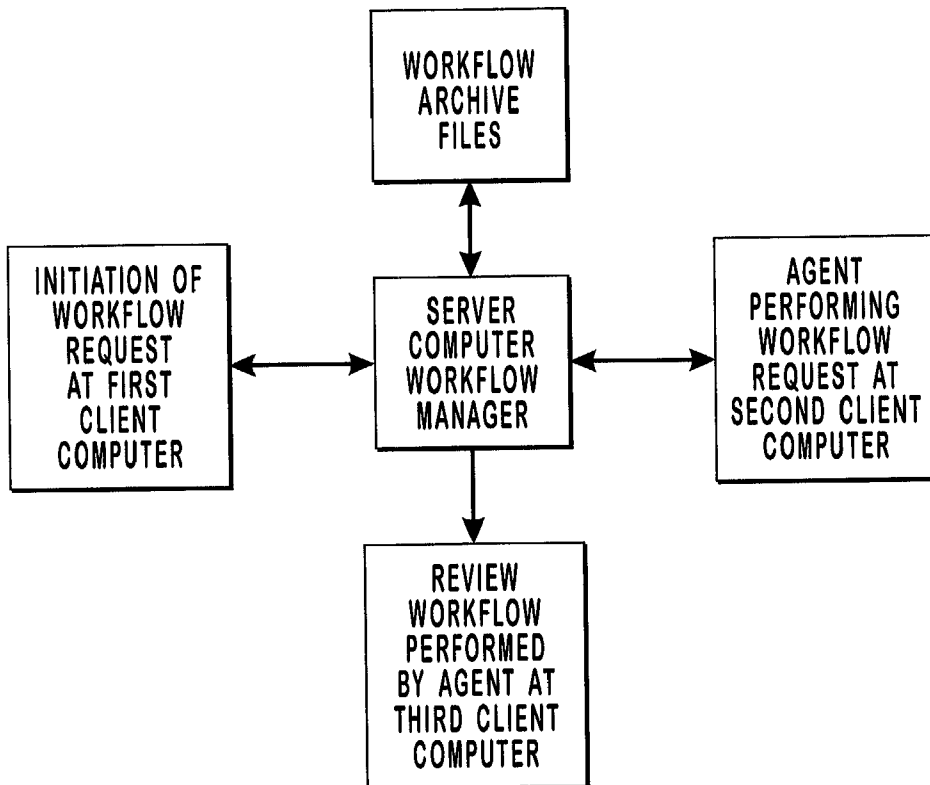 WORKFLOW
ARCHIVE
FILES
INITIATION OF
WORKFLOW
REQUEST
AT FIRST
CLIENT
COMPUTER
SERVER
COMPUTER
WORKFLOW
MANAGER
AGENT
PERFORMING
WORKFLOW
REQUEST AT
SECOND CLIENT
COMPUTER
REVIEW
WORKFLOW
PERFORMED
BY AGENT AT
THIRD CLIENT
COMPUTER